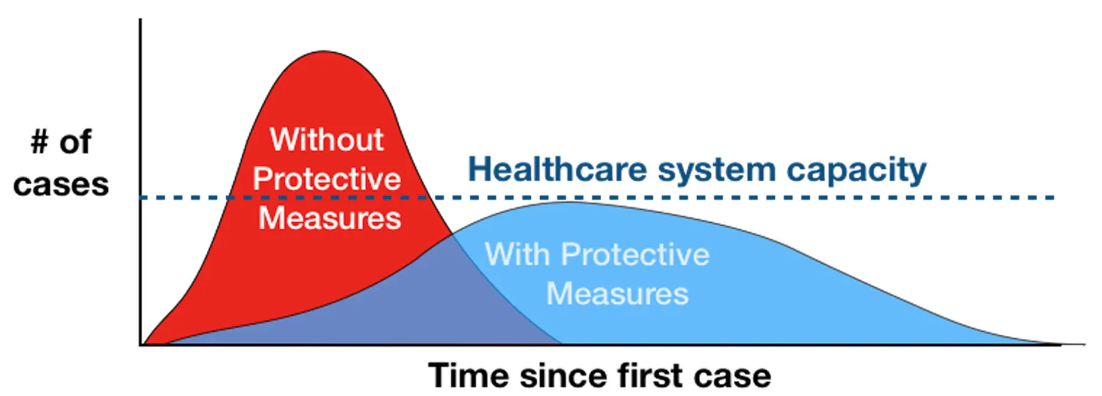 # of
cases
Without
Protective
Measures
Healthcare system capacity
With Protective
Measures
Time since first case